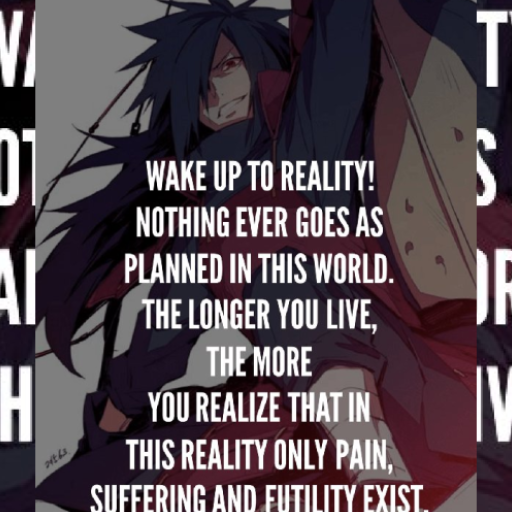 WAKE UP TO REALITY!
NOTHING EVER GOES AS
PLANNED IN THIS WORLD.
THE LONGER YOU LIVE,
THE MORE
YOU REALIZE THAT IN
THIS REALITY ONLY PAIN,
SUFFERING AND FUTILITY EXIST.